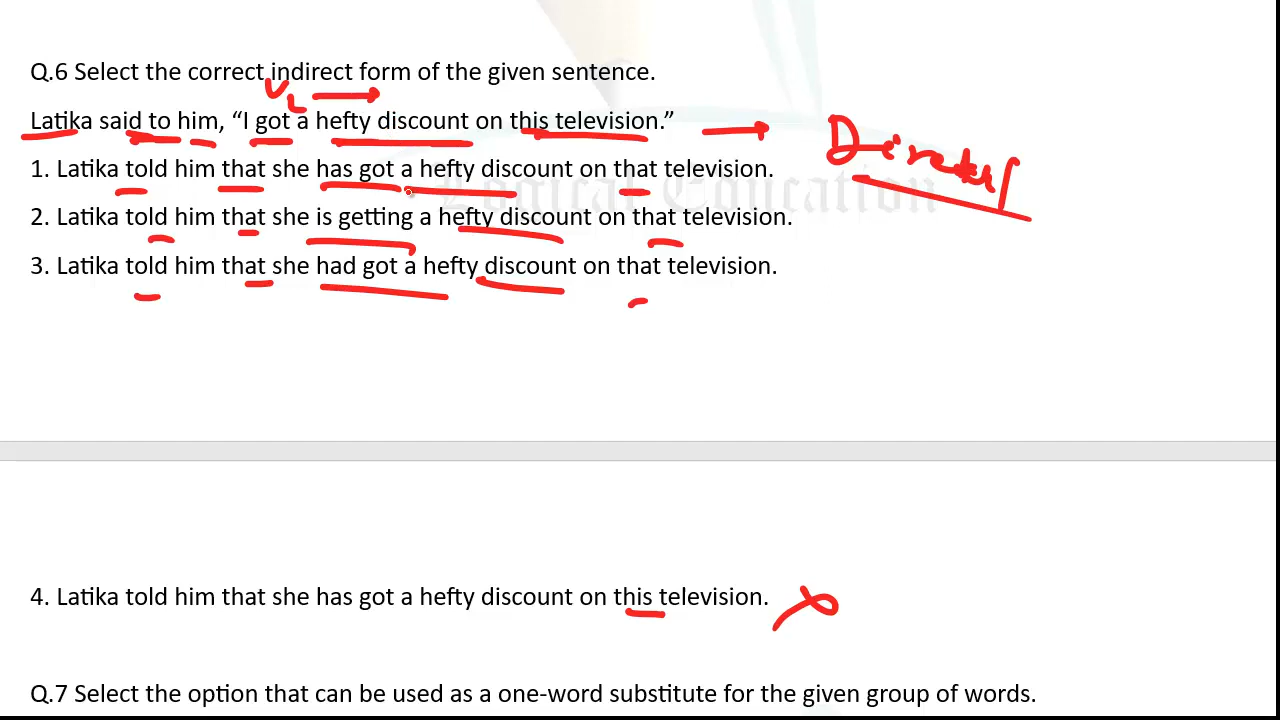 Q.6 Select the correct indirect form of the given sentence.
V2
Latika said to him, “I got a hefty discount on this television.”
Direct
1. Latika told him that she has got a hefty discount on that television.
Logical Education
2. Latika told him that she is getting a hefty discount on that television.
3. Latika told him that she had got a hefty discount on that television.
4. Latika told him that she has got a hefty discount on this television.
Q.7 Select the option that can be used as a one-word substitute for the given group of words.